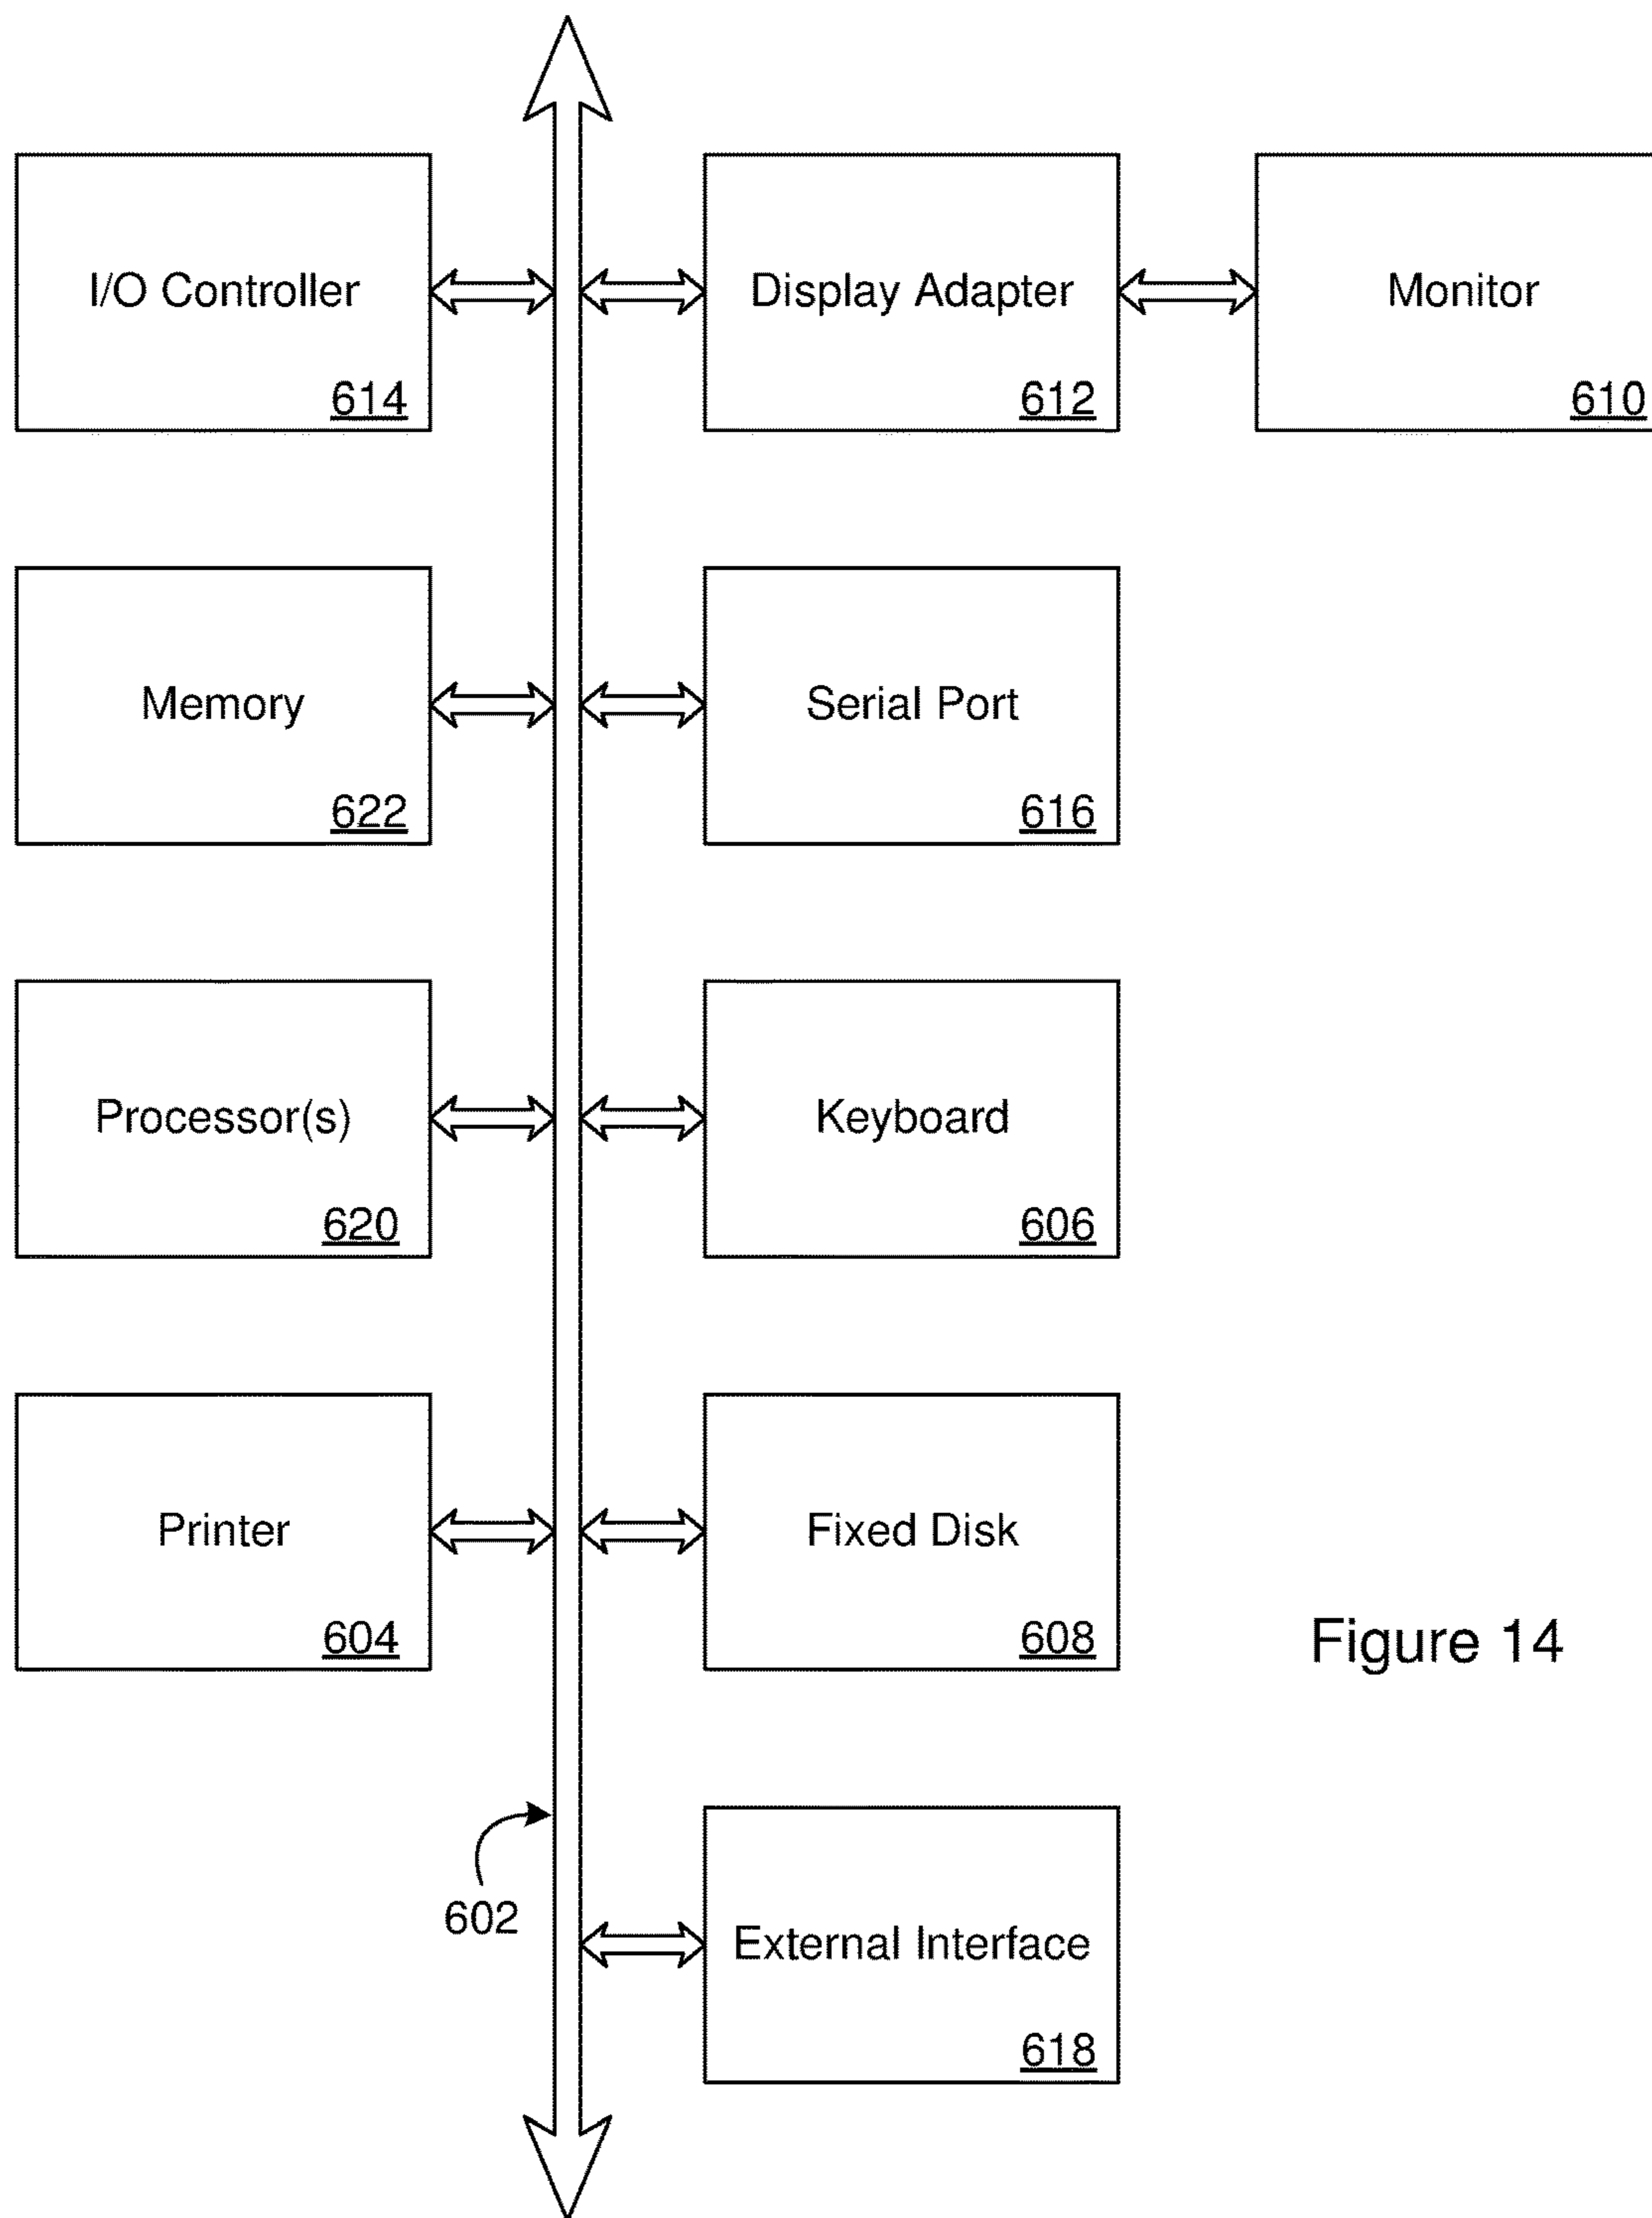 I/O Controller
614
Display Adapter
612
Monitor
610
Memory
622
Serial Port
616
Processor(s)
620
Keyboard
606
Printer
604
Fixed Disk
608
Figure 14
602
External Interface
618